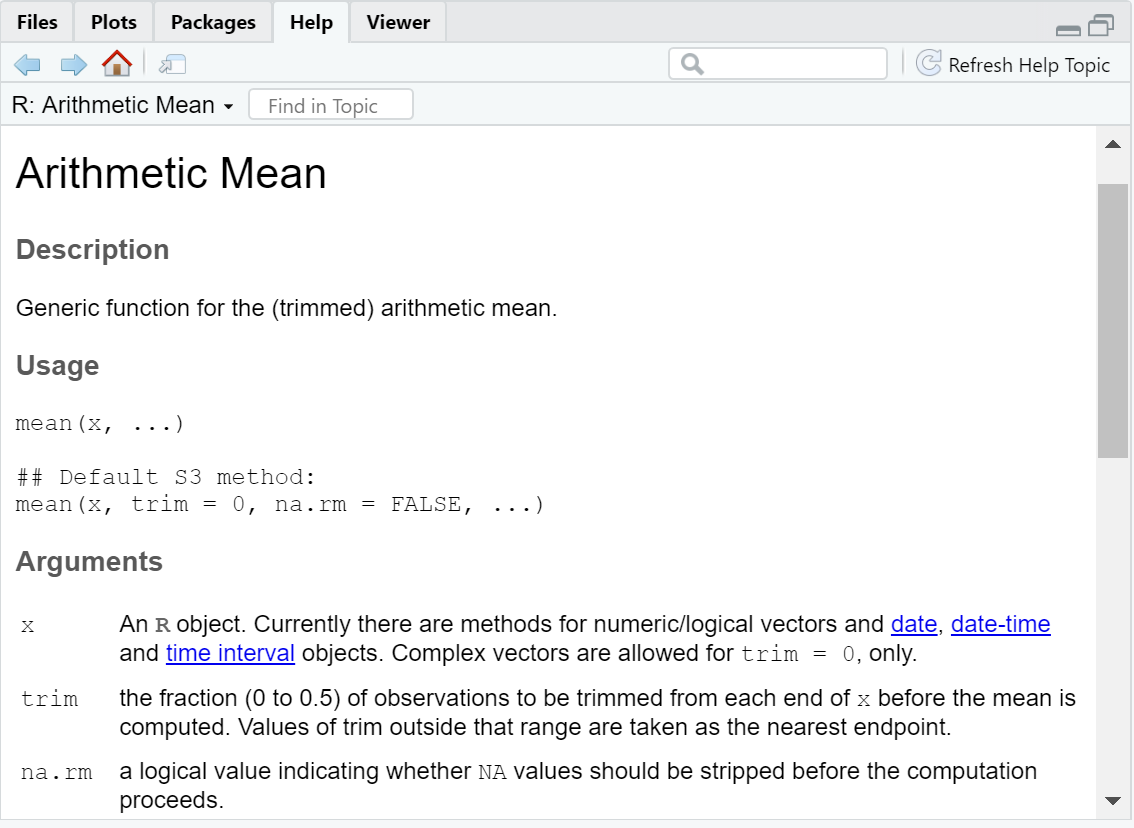 Files Plots Packages Help Viewer
Refresh Help Topic
R: Arithmetic Mean Find in Topic
Arithmetic Mean
Description
Generic function for the (trimmed) arithmetic mean.
Usage
mean(x, ...)
## Default S3 method:
mean(x, trim = 0, na.rm = FALSE, ...)
Arguments
x An R object. Currently there are methods for numeric/logical vectors and date, date-time
and time interval objects. Complex vectors are allowed for trim = 0, only.
trim the fraction (0 to 0.5) of observations to be trimmed from each end of x before the mean is
computed. Values of trim outside that range are taken as the nearest endpoint.
na.rm a logical value indicating whether NA values should be stripped before the computation
proceeds.